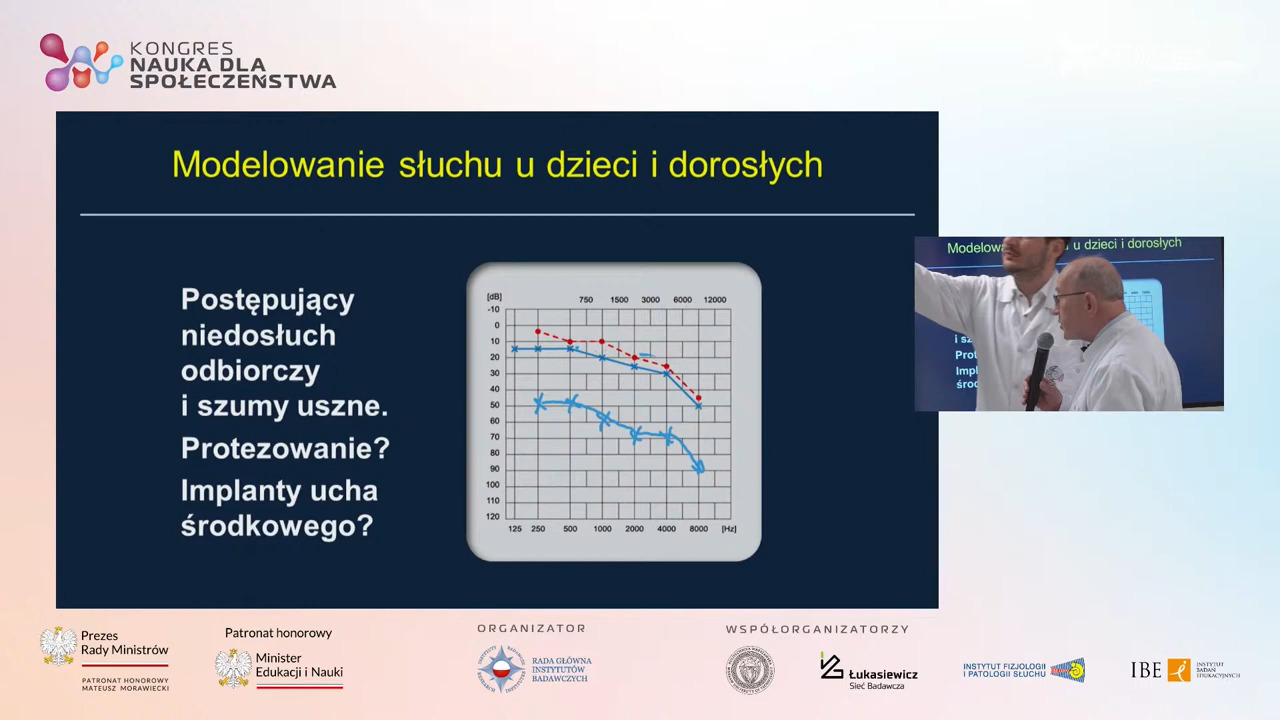 KONGRES
NAUKA DLA
SPOŁECZEŃSTWA
Modelowanie słuchu u dzieci i dorosłych
Postępujący
niedosłuch
odbiorczy
i szumy uszne.
Protezowanie?
Implanty ucha
środkowego?
[dB]
750 1500 3000 6000 12000
-10
0
10
20
30
40
50
60
70
80
90
100
110
120
125 250 500 1000 2000 4000 8000 [Hz]
Modelow u dzieci i dorosłych
i sz
Prot
Impl
środ
Prezes
Rady Ministrów
PATRONAT HONOROWY
MATEUSZ MORAWIECKI
Patronat honorowy
Minister
Edukacji i Nauki
ORGANIZATOR
RADA GŁÓWNA
INSTYTUTÓW
BADAWCZYCH
WSPÓŁORGANIZATORZY
Łukasiewicz
Sieć Badawcza
INSTYTUT FIZJOLOGII
I PATOLOGII SŁUCHU
IBE
INSTYTUT
BADAŃ
EDUKACYJNYCH